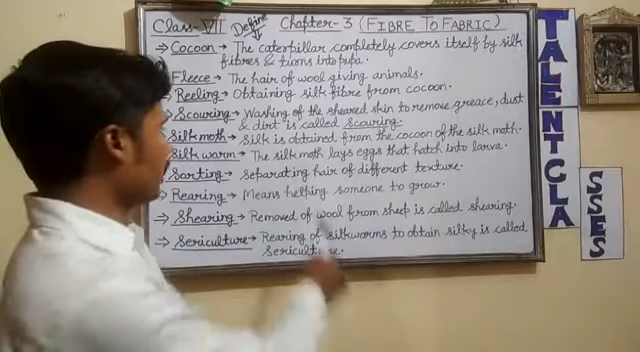 Class-VII Define Chapter-3 (FIBRE TO FABRIC)
⇒ Cocoon → The caterpillar completely covers itself by silk
fibres & turns into pupa.
Fleece → The hair of wool giving animals.
Reeling → Obtaining silk fibre from cocoon.
Scouring → Washing of the sheared skin to remove greace, dust
& dirt is called Scouring.
Silk moth → Silk is obtained from the cocoon of the silk moth.
Silk worm → The silk moth lays eggs that hatch into larva.
Sorting → Separating hair of different texture.
⇒ Rearing → Means helping someone to grow.
⇒ Shearing → Removed of wool from sheep is called shearing.
⇒ Sericulture → Rearing of silkworms to obtain silky is called
Sericulture.
TALENT CLA
SSES